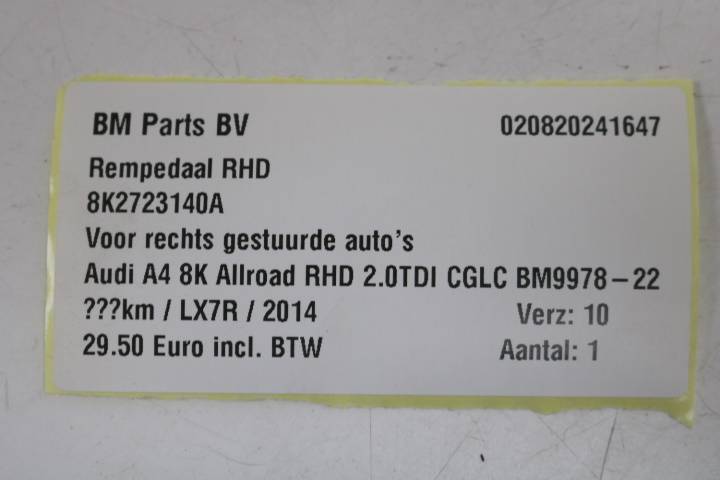 BM Parts BV 020820241647
Rempedaal RHD
8K2723140A
Voor rechts gestuurde auto's
Audi A4 8K Allroad RHD 2.0TDI CGLC BM9978-22
???km / LX7R / 2014 Verz: 10
29.50 Euro incl. BTW Aantal: 1